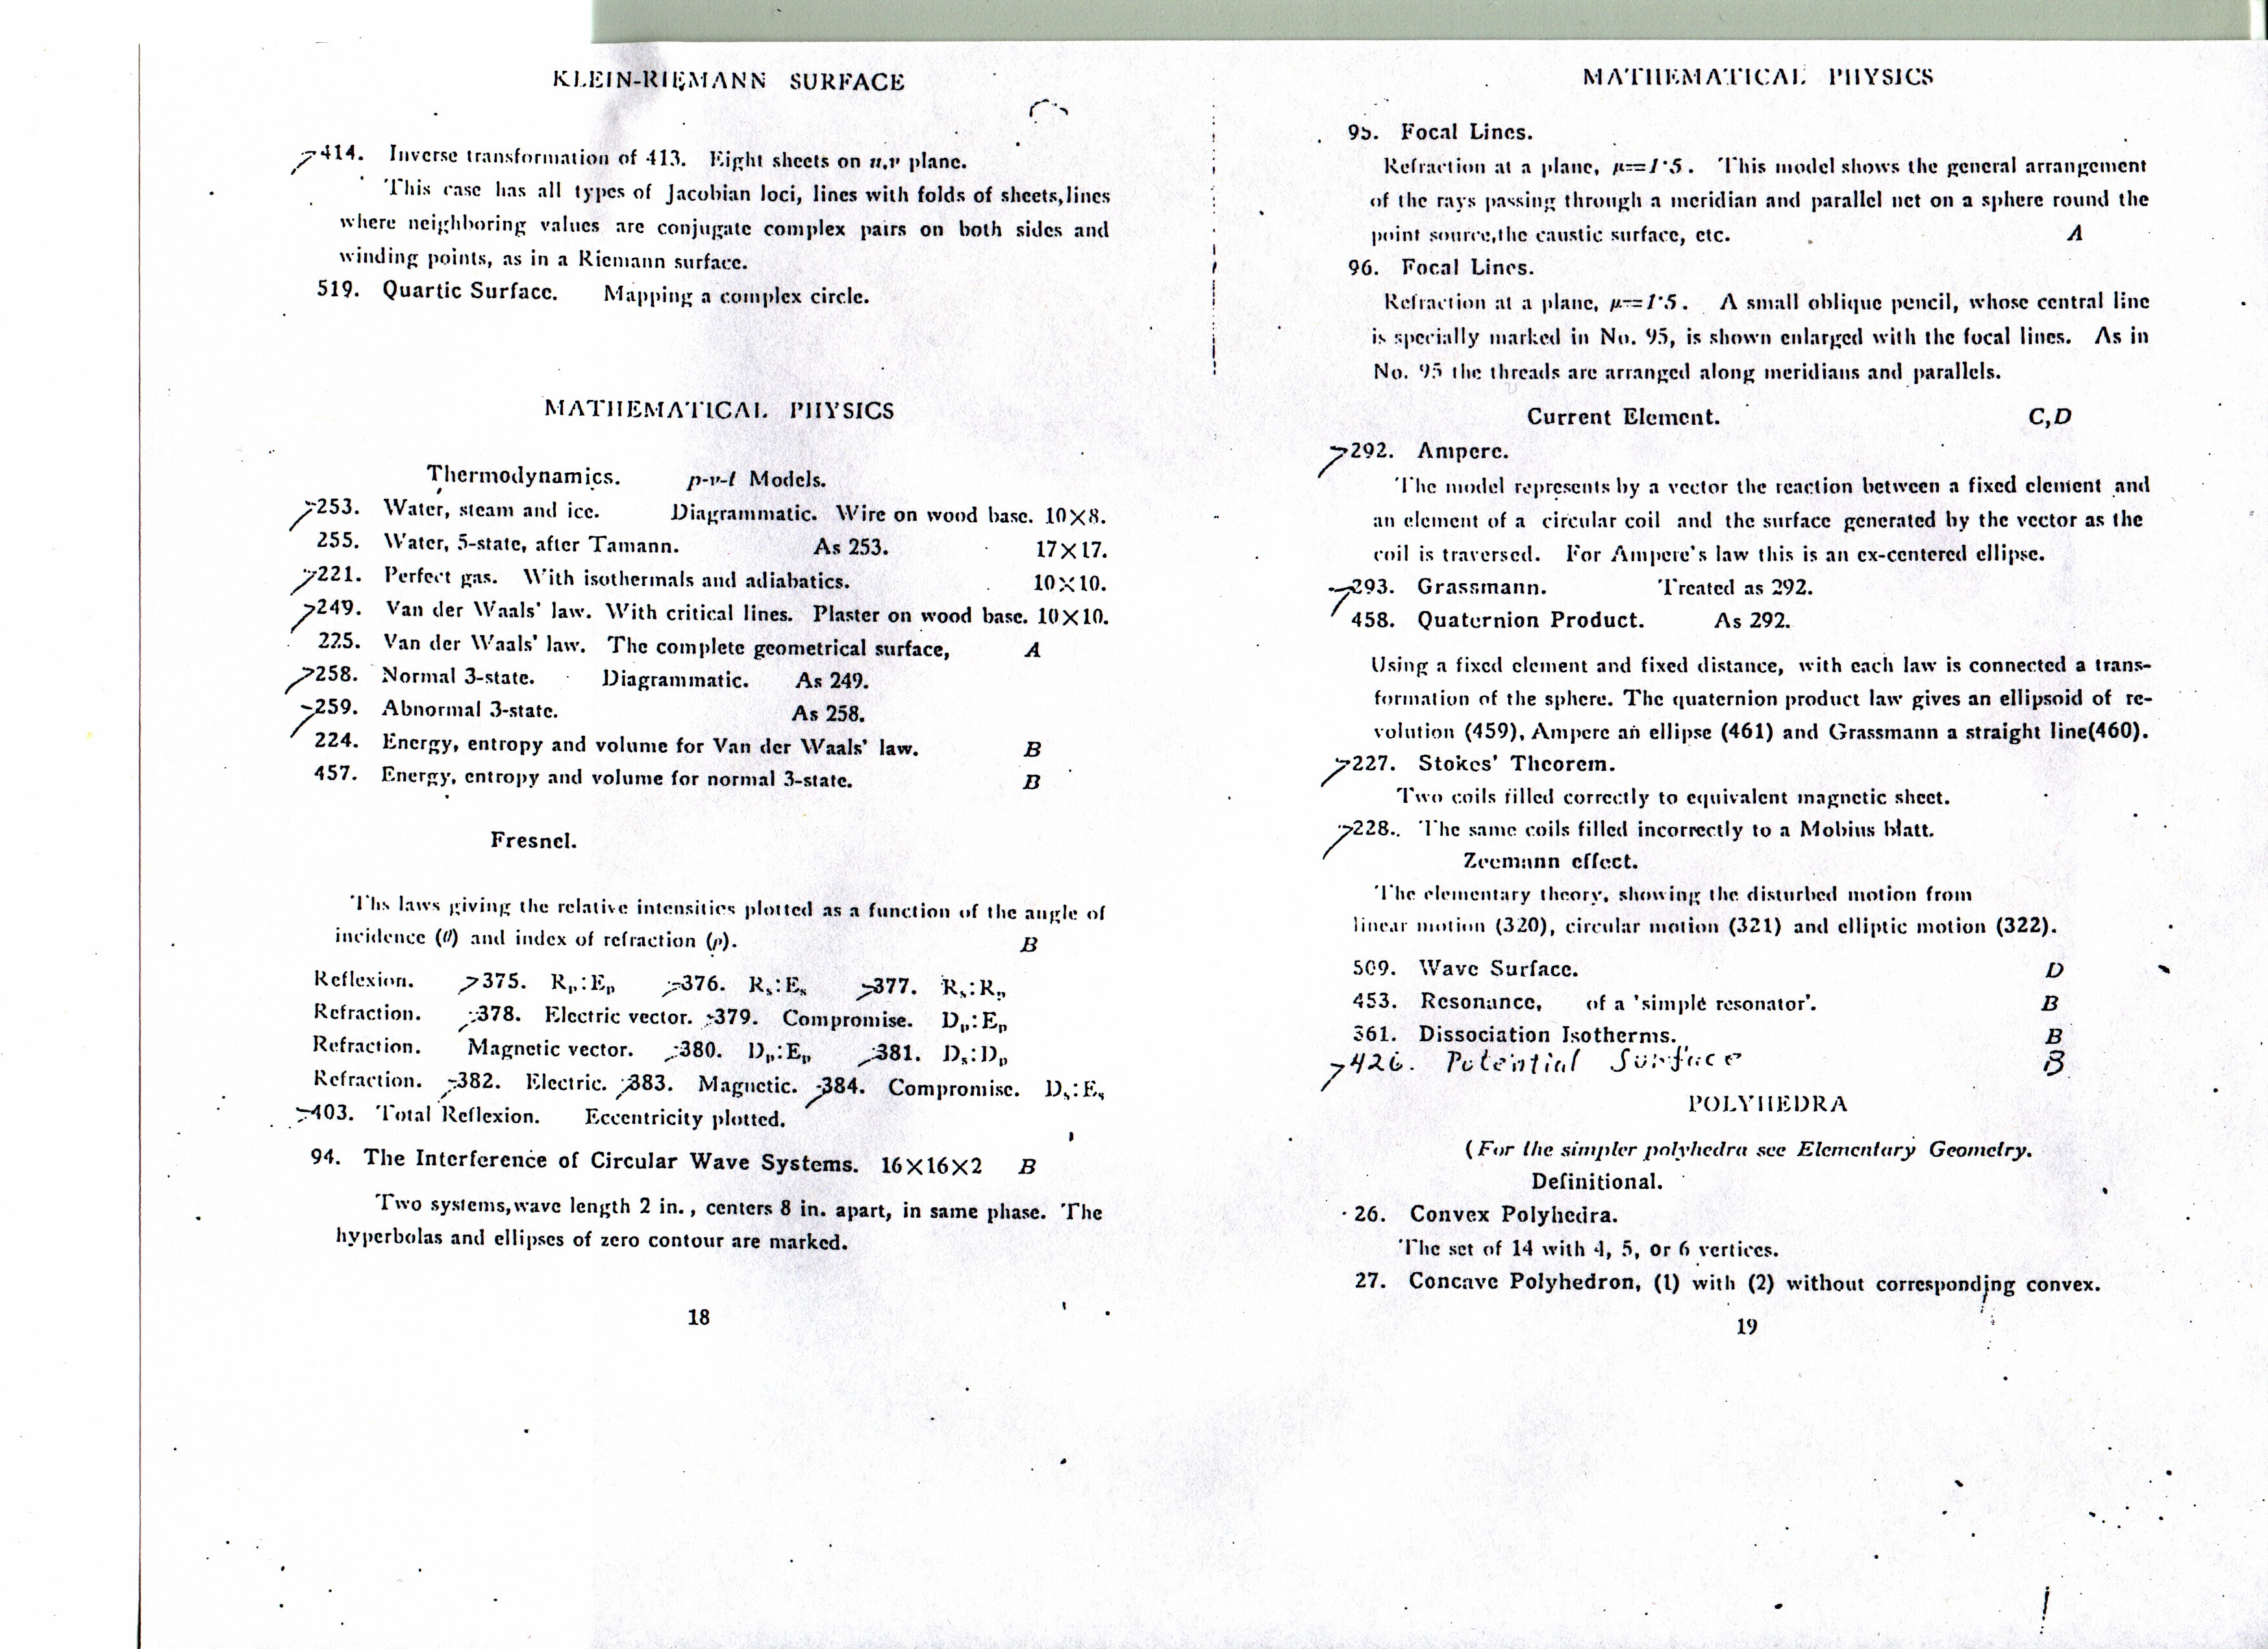 KLEIN-RIEMANN SURFACE
414. Inverse transformation of 413. Eight sheets on u,v plane.
This case has all types of Jacobian loci, lines with folds of sheets,lines
where neighboring values are conjugate complex pairs on both sides and
winding points, as in a Riemann surface.
519. Quartic Surface. Mapping a complex circle.
MATHEMATICAL PHYSICS
Thermodynamics. p-v-t Models.
253. Water, steam and ice. Diagrammatic. Wire on wood base. 10×8.
255. Water, 5-state, after Tamann. As 253. 17×17.
221. Perfect gas. With isothermals and adiabatics. 10×10.
249. Van der Waals' law. With critical lines. Plaster on wood base. 10×10.
225. Van der Waals' law. The complete geometrical surface, A
258. Normal 3-state. Diagrammatic. As 249.
259. Abnormal 3-state. As 258.
224. Energy, entropy and volume for Van der Waals' law. B
457. Energy, entropy and volume for normal 3-state. B
Fresnel.
Ths laws giving the relative intensities plotted as a function of the angle of
incidence (θ) and index of refraction (ρ). B
Reflexion. 375. Rp:Ep 376. Rs:Es 377. Rs:Rp
Refraction. 378. Electric vector. 379. Compromise. Dp:Ep
Refraction. Magnetic vector. 380. Dp:Ep 381. Ds:Dp
Refraction. 382. Electric. 383. Magnetic. 384. Compromise. Ds:Es
403. Total Reflexion. Eccentricity plotted.
94. The Interference of Circular Wave Systems. 16×16×2 B
Two systems,wave length 2 in., centers 8 in. apart, in same phase. The
hyperbolas and ellipses of zero contour are marked.
18
MATHEMATICAL PHYSICS
95. Focal Lines.
Refraction at a plane, μ=1·5. This model shows the general arrangement
of the rays passing through a meridian and parallel net on a sphere round the
point source,the caustic surface, etc. A
96. Focal Lines.
Refraction at a plane, μ=1·5. A small oblique pencil, whose central line
is specially marked in No. 95, is shown enlarged with the focal lines. As in
No. 95 the threads are arranged along meridians and parallels.
Current Element. C,D
292. Ampere.
The model represents by a vector the reaction between a fixed element and
an element of a circular coil and the surface generated by the vector as the
coil is traversed. For Ampere's law this is an ex-centered ellipse.
293. Grassmann. Treated as 292.
458. Quaternion Product. As 292.
Using a fixed element and fixed distance, with each law is connected a trans-
formation of the sphere. The quaternion product law gives an ellipsoid of re-
volution (459), Ampere an ellipse (461) and Grassmann a straight line(460).
227. Stokes' Theorem.
Two coils filled correctly to equivalent magnetic sheet.
228. The same coils filled incorrectly to a Mobius blatt.
Zeemann effect.
The elementary theory, showing the disturbed motion from
linear motion (320), circular motion (321) and elliptic motion (322).
509. Wave Surface. D
453. Resonance, of a 'simple resonator'. B
361. Dissociation Isotherms. B
426. Potential Surface B
POLYHEDRA
(For the simpler polyhedra see Elementary Geometry.
Definitional.
26. Convex Polyhedra.
The set of 14 with 4, 5, or 6 vertices.
27. Concave Polyhedron, (1) with (2) without corresponding convex.
19